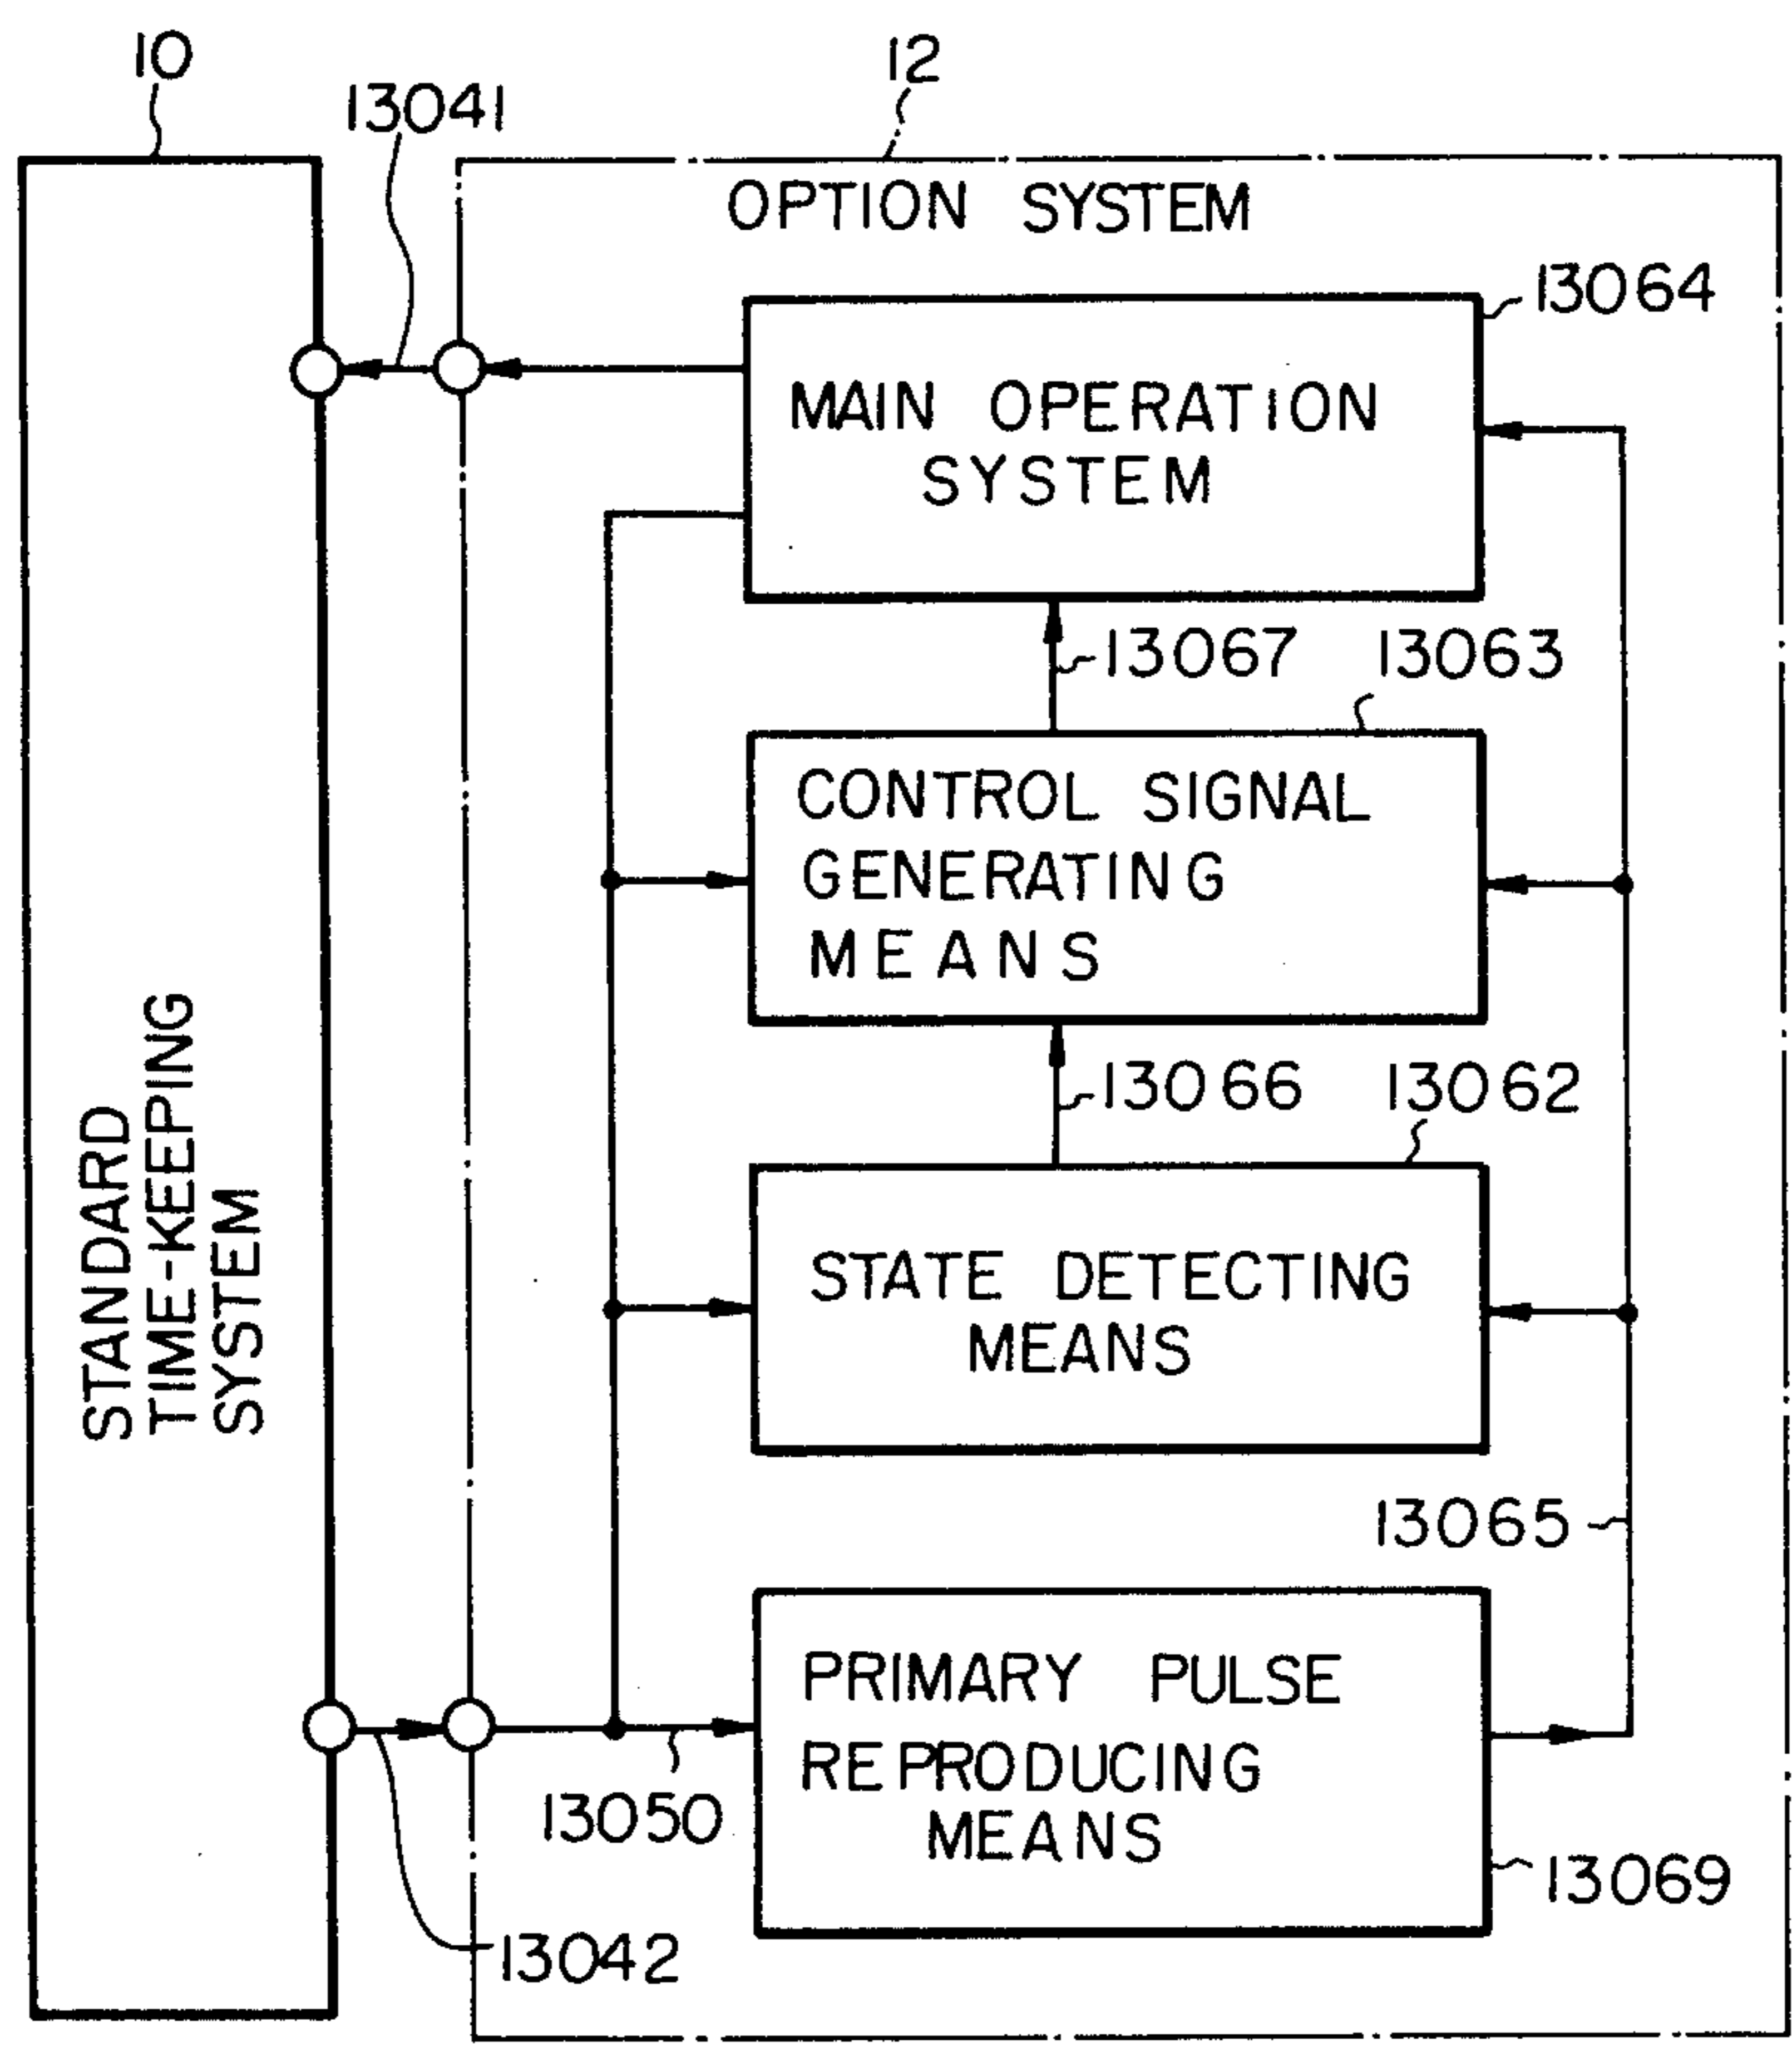 10
12
13041
OPTION SYSTEM
13064
MAIN OPERATION
SYSTEM
13067
13063
CONTROL SIGNAL
GENERATING
MEANS
13066
13062
STANDARD
TIME-KEEPING
SYSTEM
STATE DETECTING
MEANS
13065
PRIMARY PULSE
REPRODUCING
MEANS
13050
13069
13042